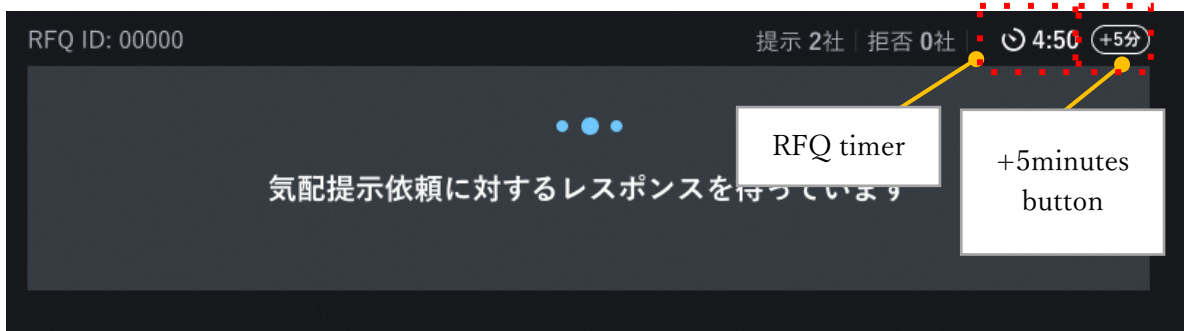 RFQ ID: 00000
提示 2社 拒否 0社 4:50 +5分
RFQ timer
+5minutes
button
気配提示依頼に対するレスポンスを待っています